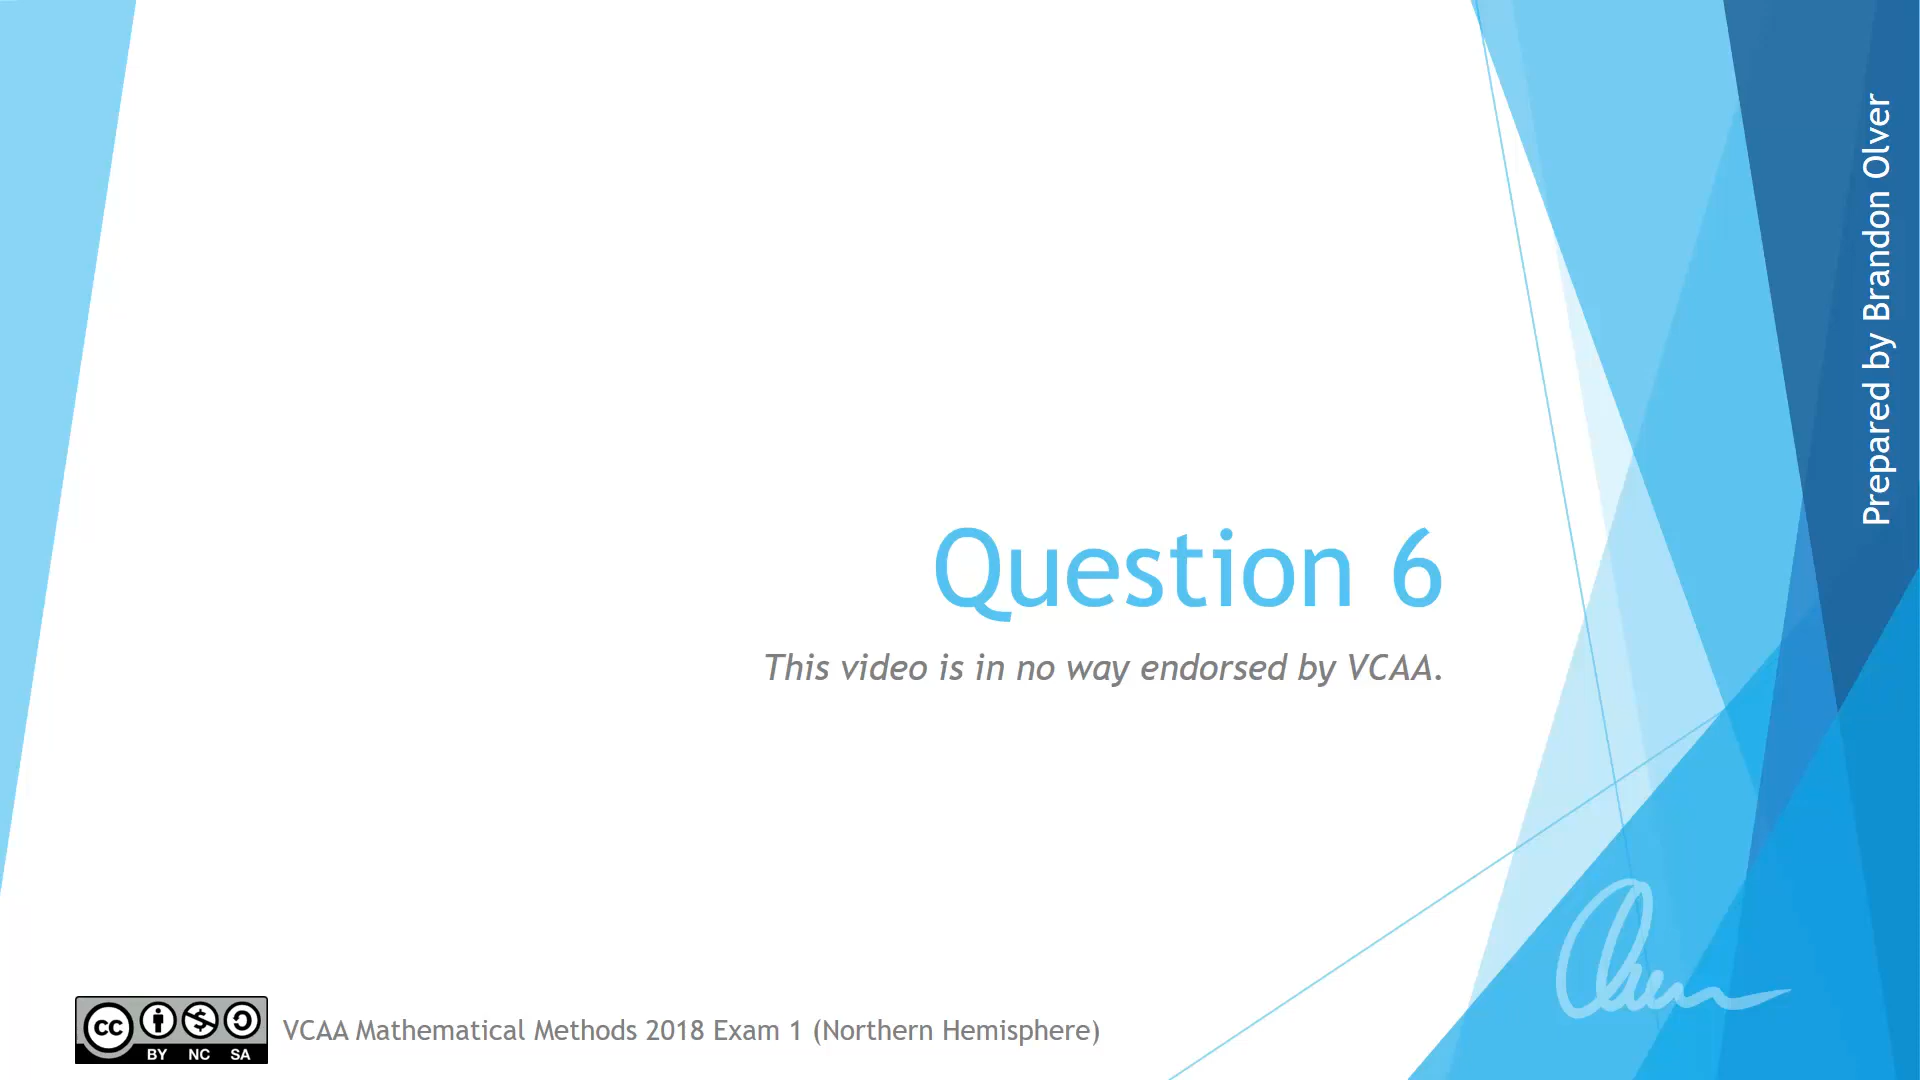 Prepared by Brandon Olver
Question 6
This video is in no way endorsed by VCAA.
cc
BY NC SA
VCAA Mathematical Methods 2018 Exam 1 (Northern Hemisphere)